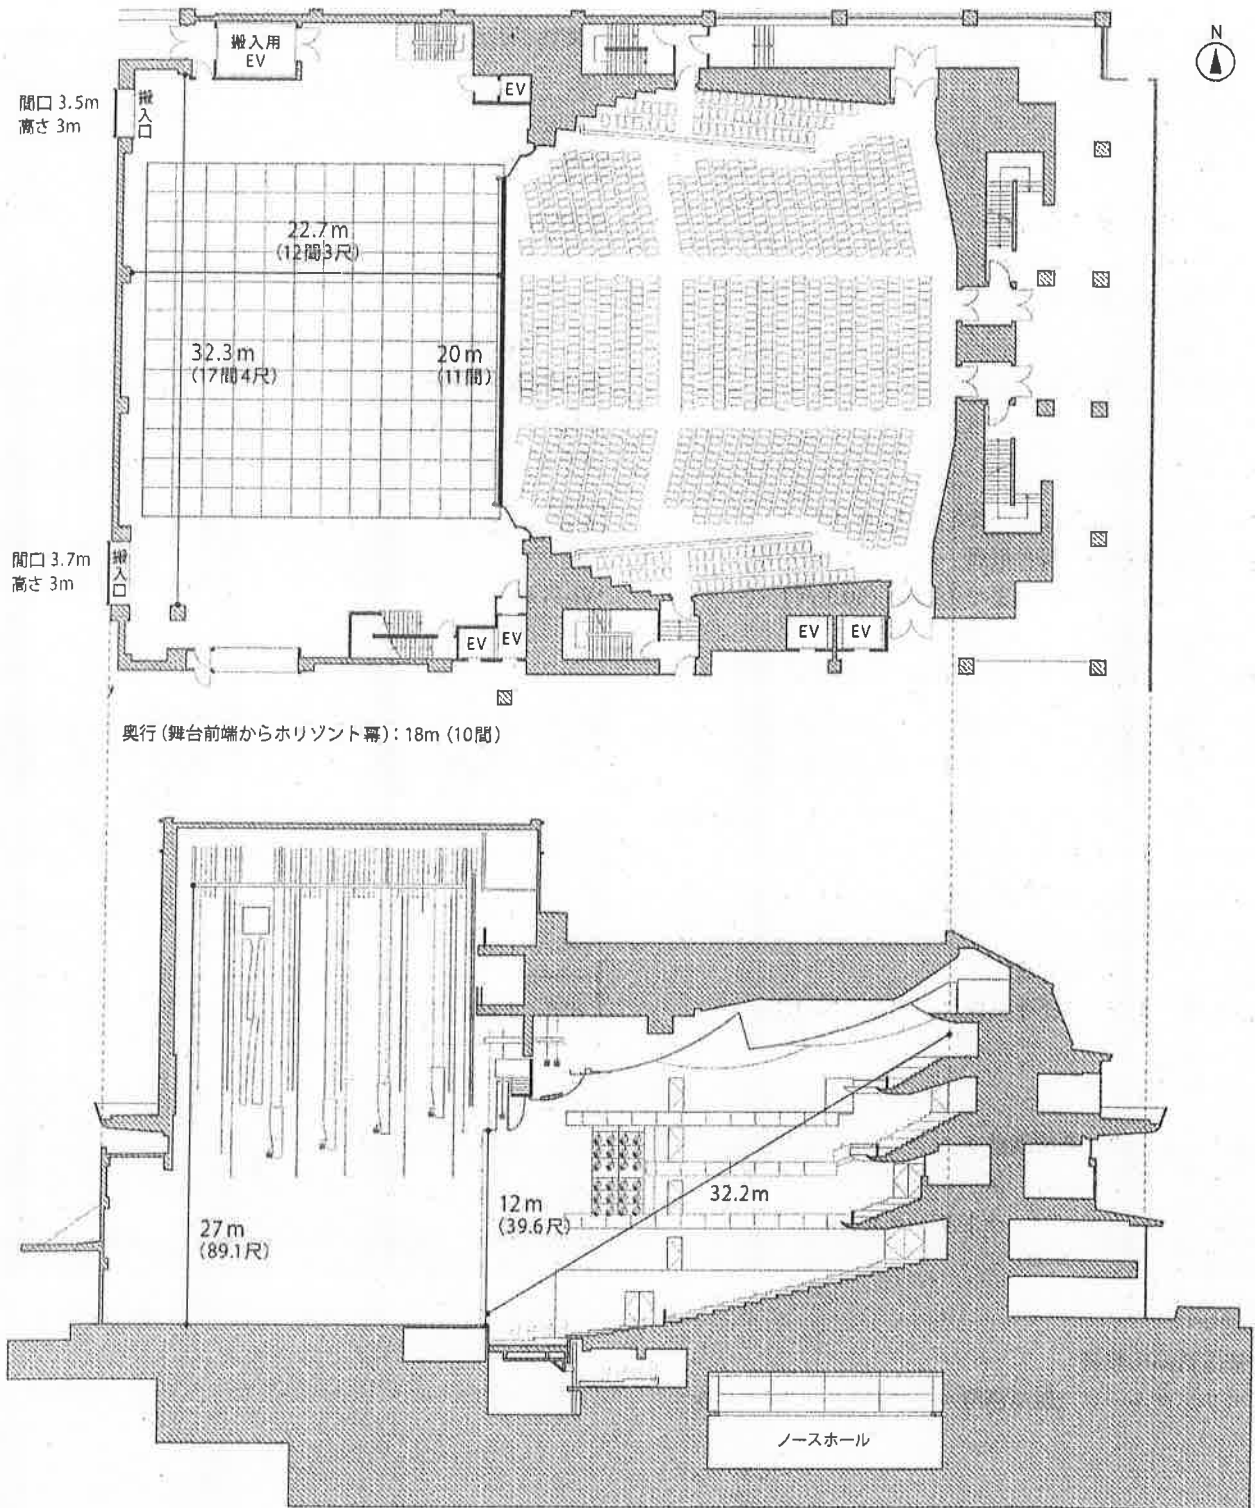 N
搬入用
EV
EV
間口 3.5m
高さ 3m
搬入口
22.7m
(12間3尺)
32.3m
(17間4尺)
20m
(11間)
間口 3.7m
高さ 3m
搬入口
EV
EV
EV
EV
奥行(舞台前端からホリゾント幕):18m (10間)
27m
(89.1尺)
12m
(39.6尺)
32.2m
ノースホール